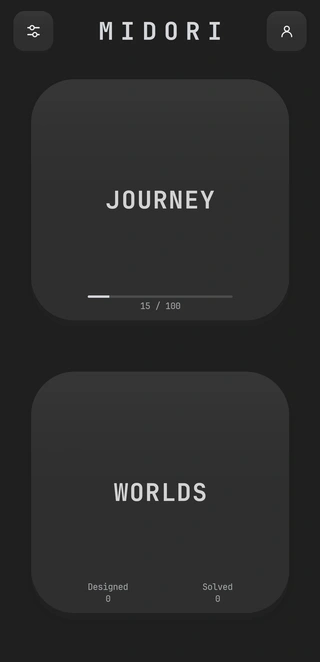 MIDORI
JOURNEY
15 / 100
WORLDS
Designed Solved
0 0